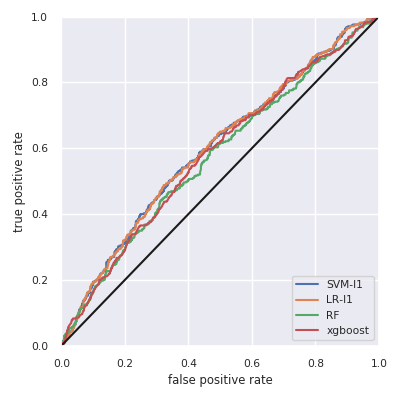 1.0
0.8
0.6
0.4
0.2
0.0
true positive rate
0.0 0.2 0.4 0.6 0.8 1.0
false positive rate
SVM-l1
LR-l1
RF
xgboost